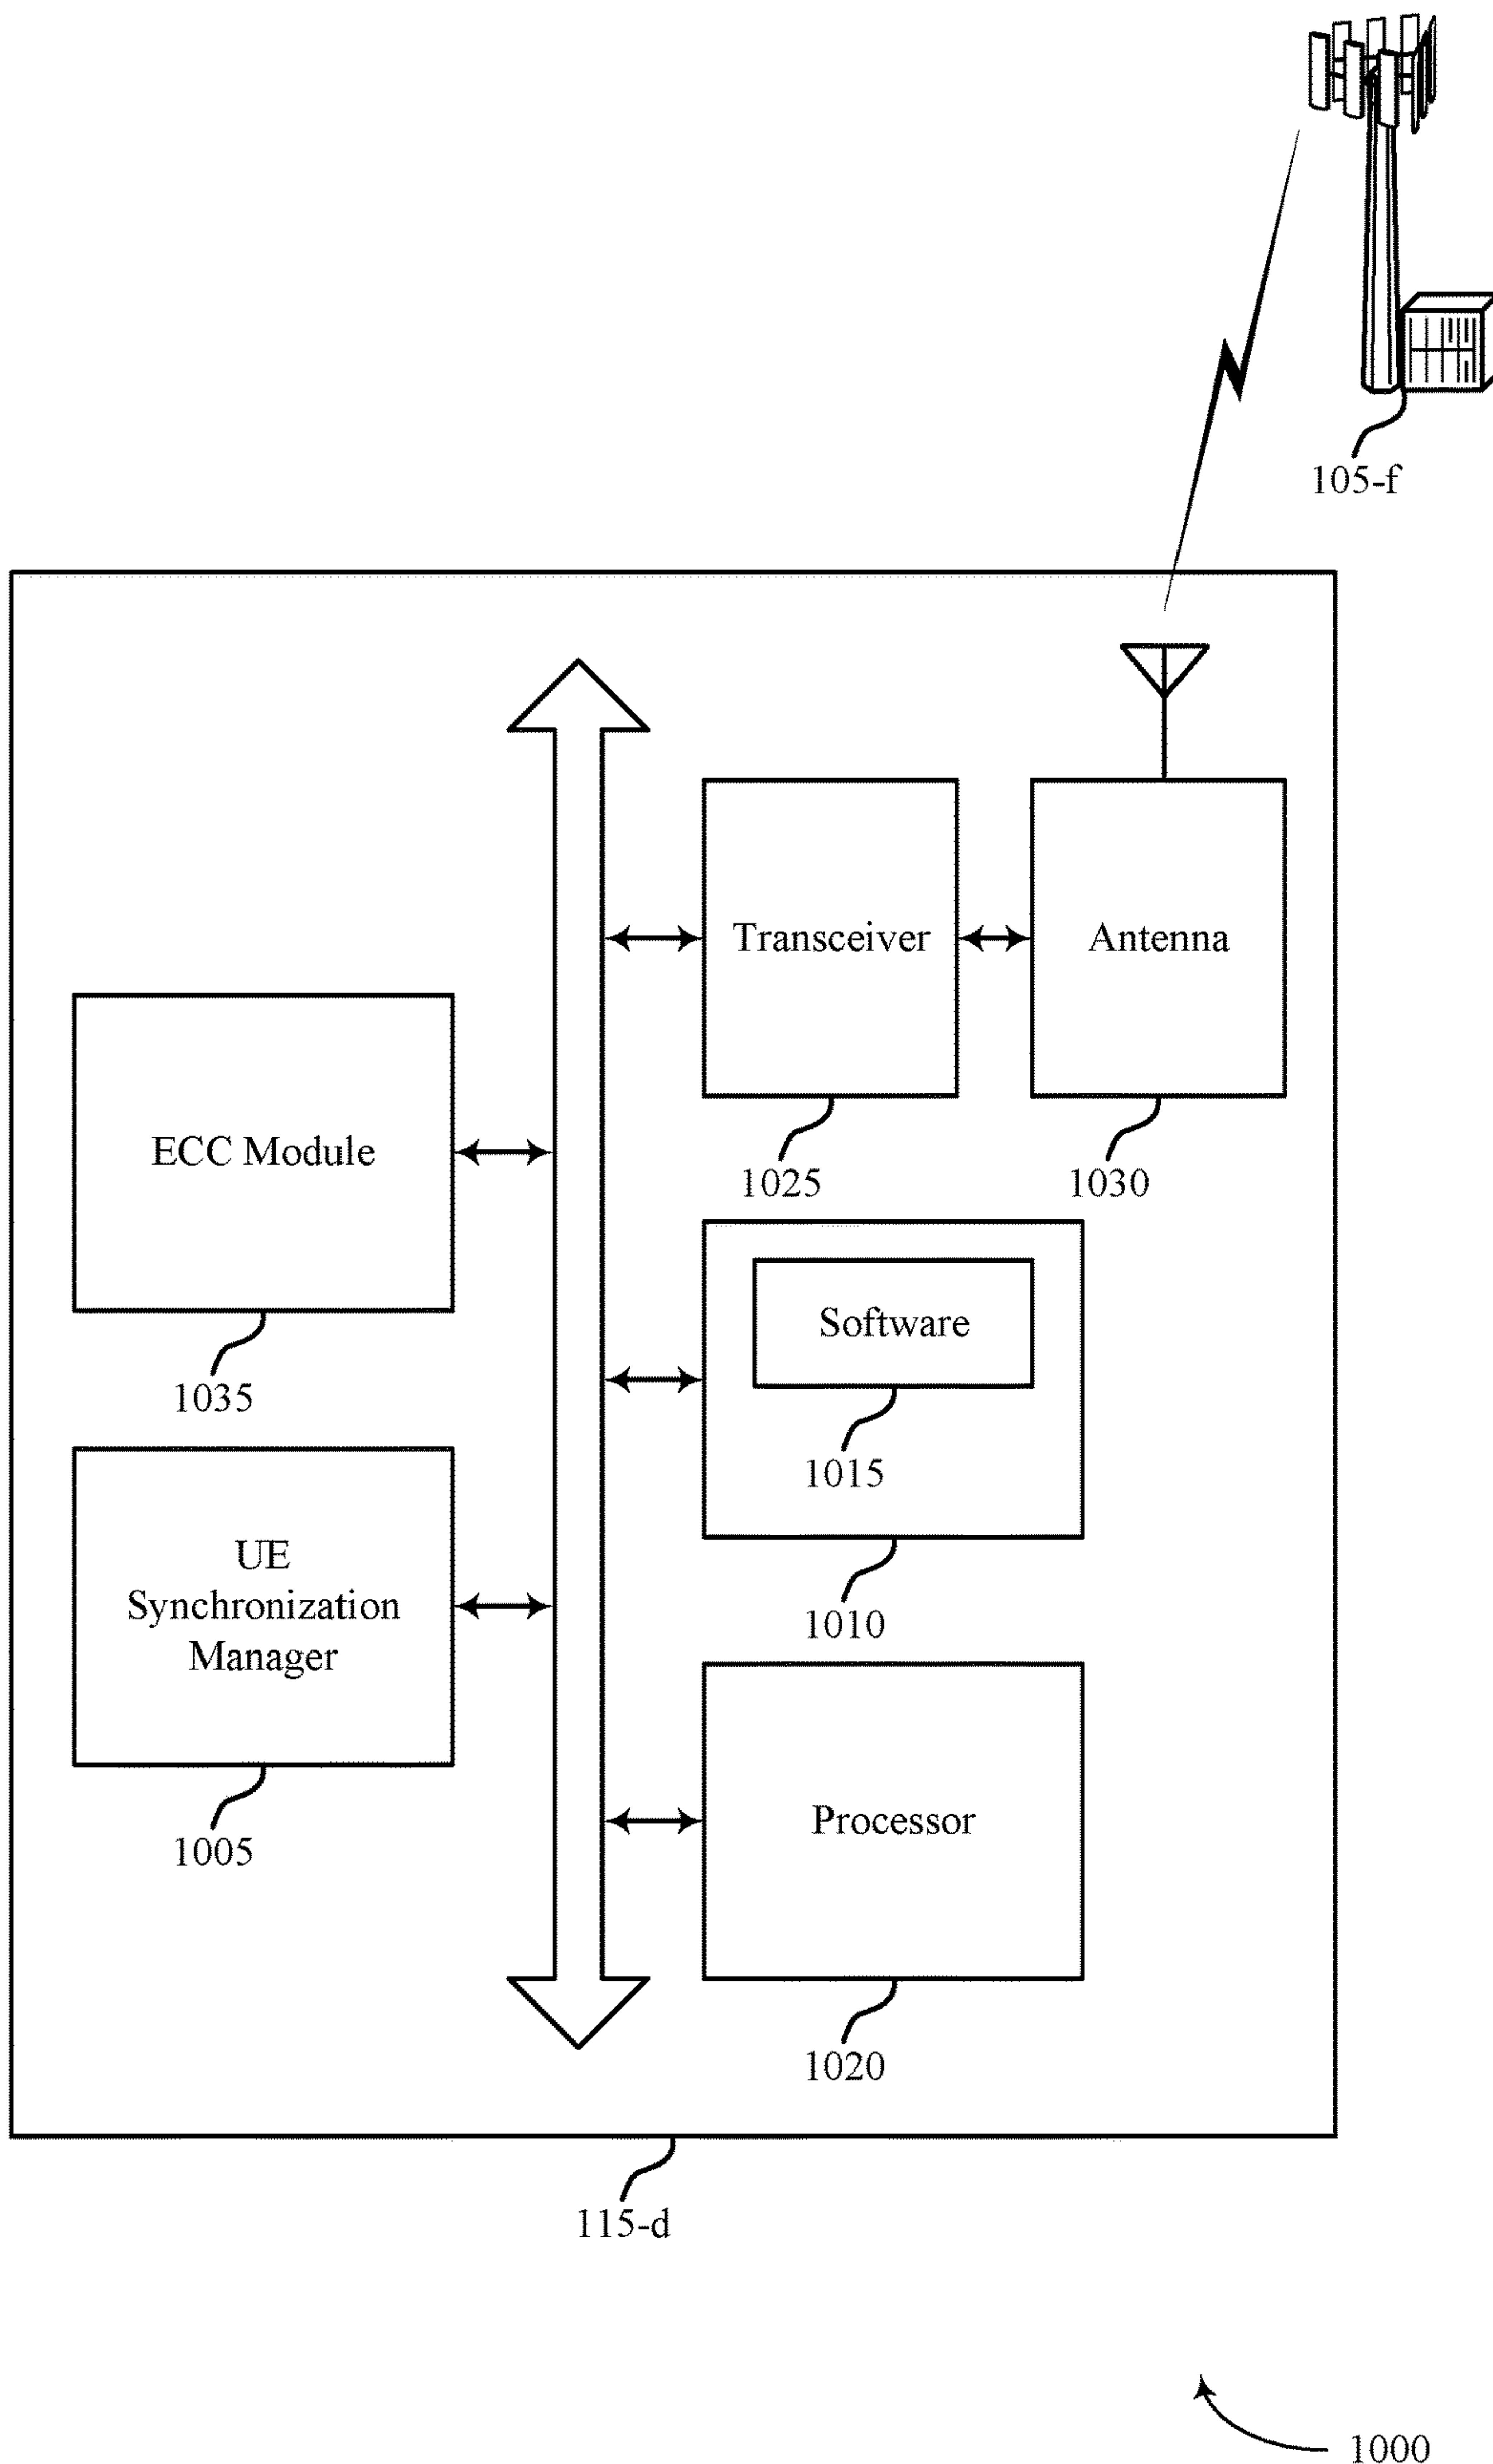 105-f
Transceiver
Antenna
1025
1030
ECC Module
1035
Software
1015
1010
UE
Synchronization
Manager
1005
Processor
1020
115-d
1000